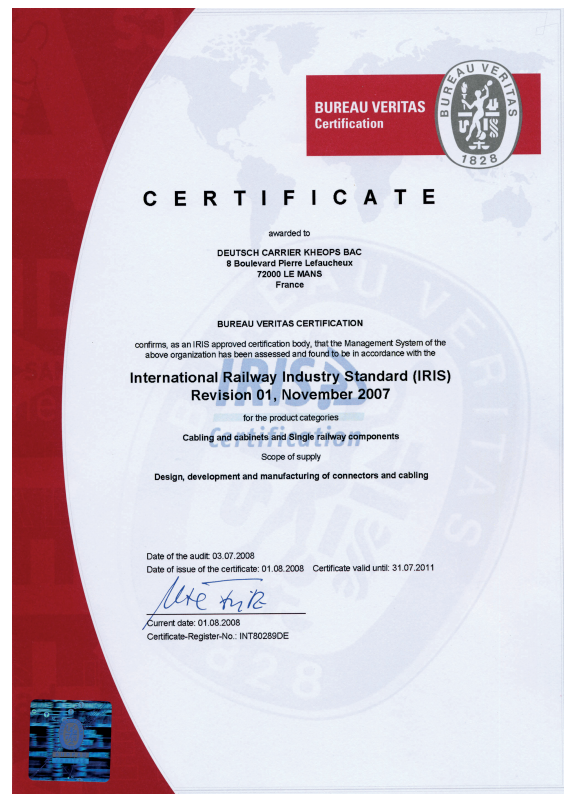 BUREAU VERITAS
Certification
BUREAU VERITAS
1828
CERTIFICATE
awarded to
DEUTSCH CARRIER KHEOPS BAC
8 Boulevard Pierre Lefaucheux
72000 LE MANS
France
BUREAU VERITAS CERTIFICATION
confirms, as an IRIS approved certification body, that the Management System of the
above organization has been assessed and found to be in accordance with the
International Railway Industry Standard (IRIS)
Revision 01, November 2007
for the product categories
Cabling and cabinets and Single railway components
Scope of supply
Design, development and manufacturing of connectors and cabling
IRIS
Certification
BUREAU VERITAS
1828
Date of the audit: 03.07.2008
Date of issue of the certificate: 01.08.2008 Certificate valid until: 31.07.2011
Current date: 01.08.2008
Certificate-Register-No.: INT80289DE